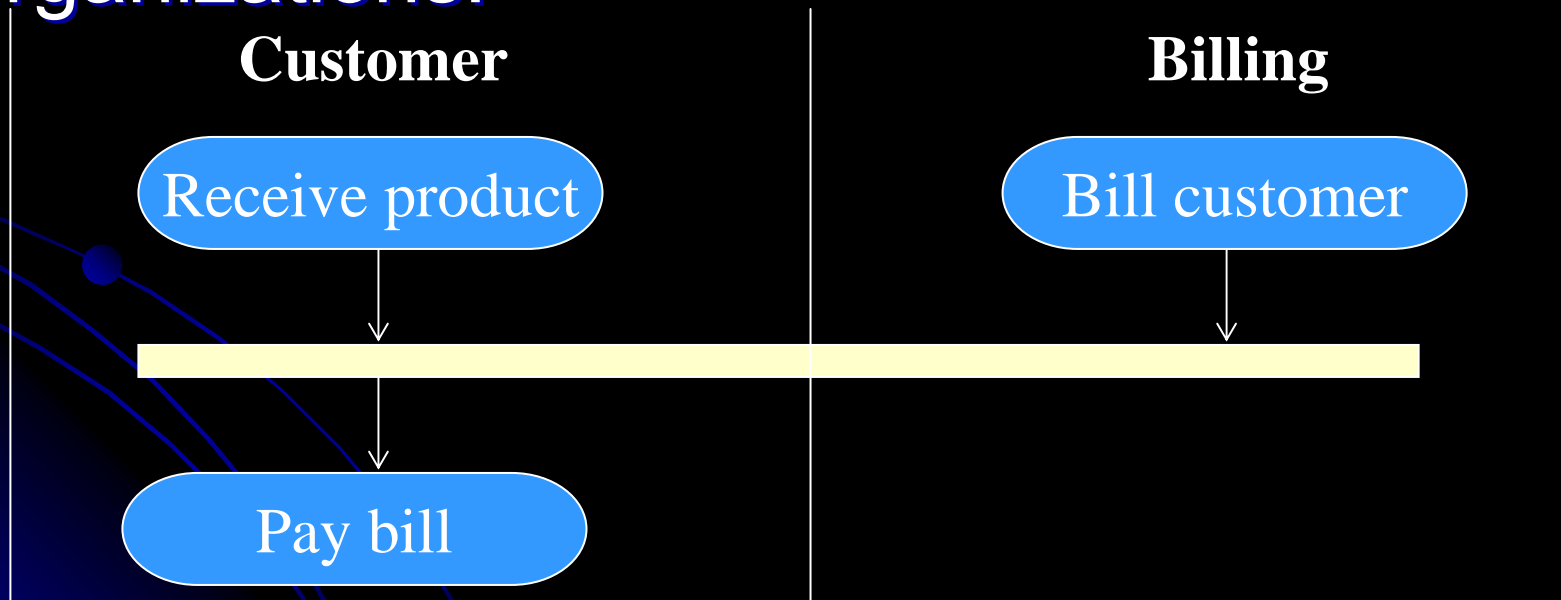 Customer
Billing
Receive product
Bill customer
Pay bill